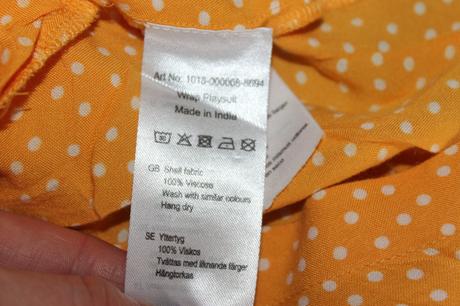 Art No: 1018-000008-8094
Wrap Playsuit
Made in India
GB Shell fabric
100% Viscose
Wash with similar colours
Hang dry
SE Yttertyg
100% Viskos
Tvättas med liknande färger
Hängtorkas